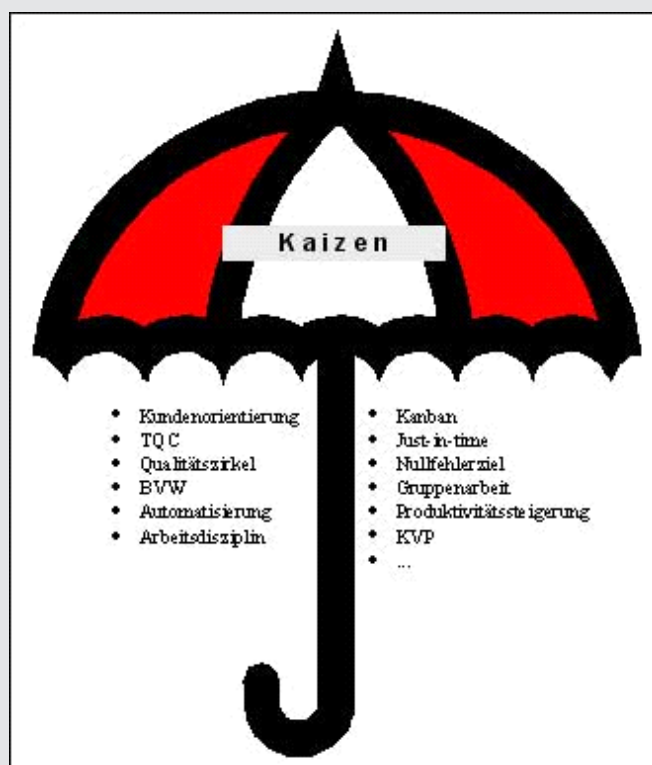 Kaizen
• Kundenorientierung
• TQC
• Qualitätszirkel
• BVW
• Automatisierung
• Arbeitsdisziplin
• Kanban
• Just-in-time
• Nullfehlerziel
• Gruppenarbeit
• Produktivitätssteigerung
• KVP
• ...